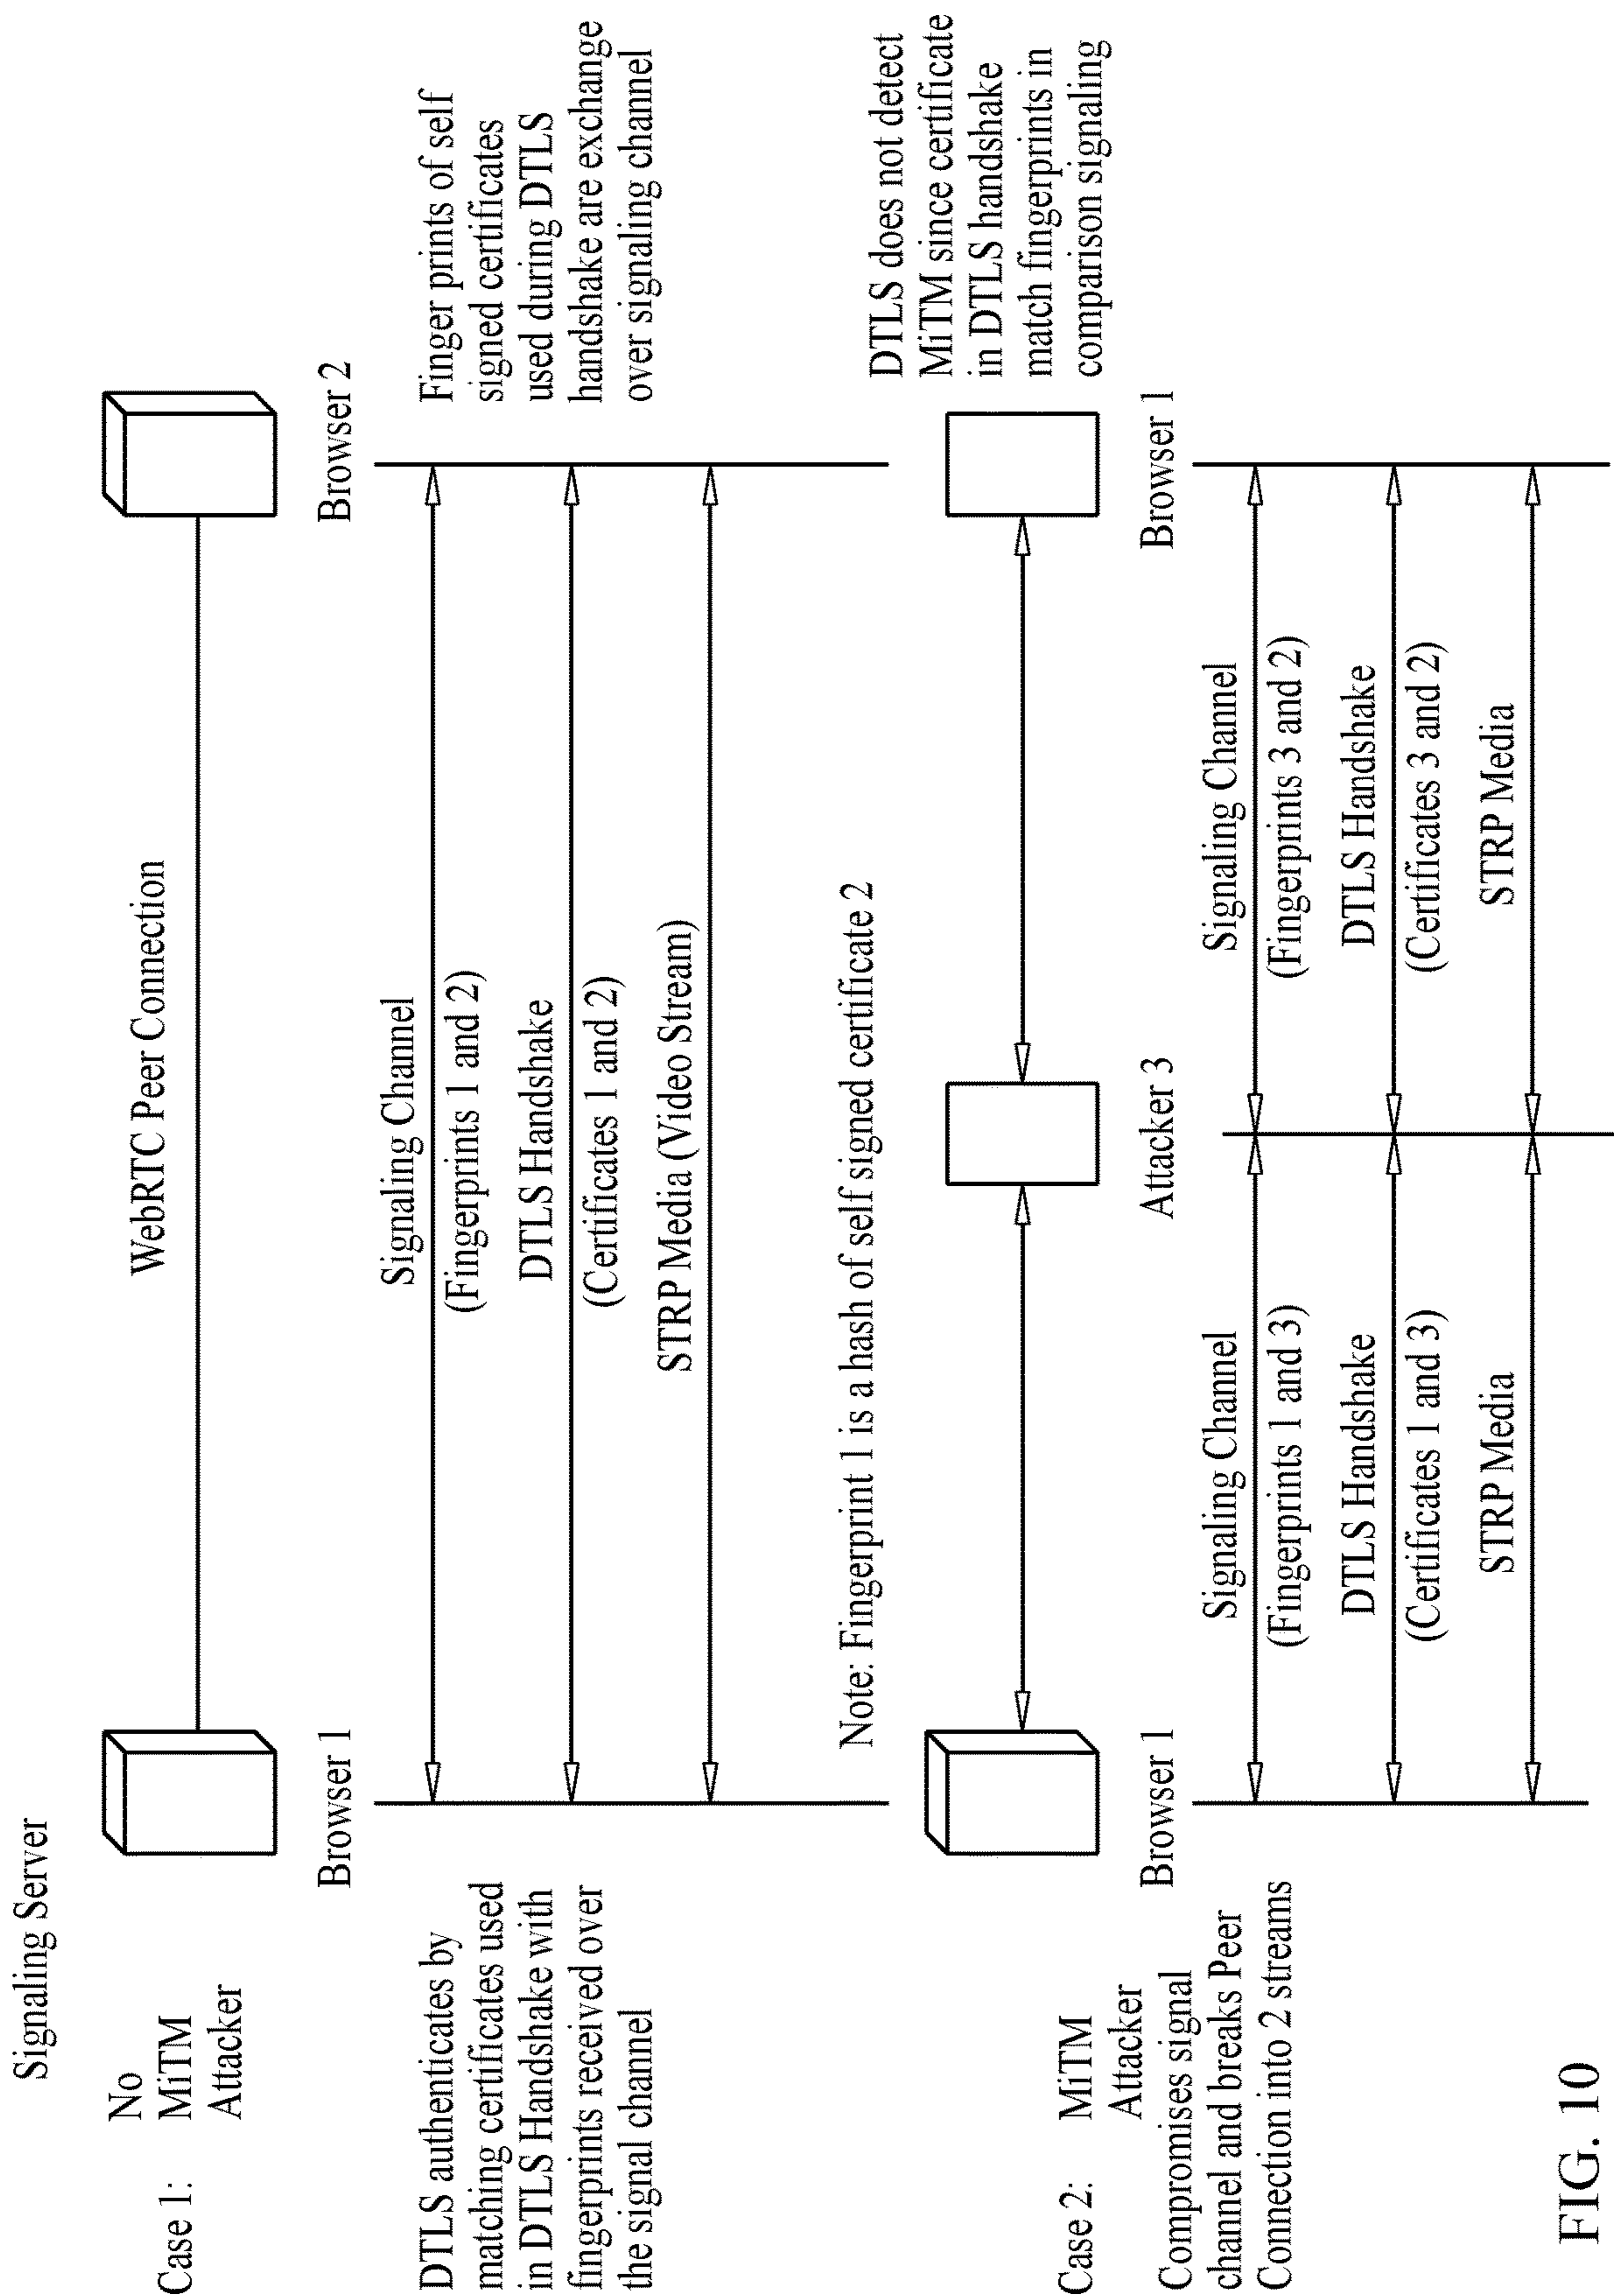 Signaling Server
No
Case 1: MiTM
Attacker
WebRTC Peer Connection
Browser 1
Browser 2
DTLS authenticates by
matching certificates used
in DTLS Handshake with
fingerprints received over
the signal channel
Signaling Channel
(Fingerprints 1 and 2)
DTLS Handshake
(Certificates 1 and 2)
STRP Media (Video Stream)
Finger prints of self
signed certificates
used during DTLS
handshake are exchange
over signaling channel
Note: Fingerprint 1 is a hash of self signed certificate 2
Case 2: MiTM
Attacker
Compromises signal
channel and breaks Peer
Connection into 2 streams
Browser 1
Attacker 3
Browser 1
DTLS does not detect
MiTM since certificate
in DTLS handshake
match fingerprints in
comparison signaling
Signaling Channel
(Fingerprints 1 and 3)
DTLS Handshake
(Certificates 1 and 3)
STRP Media
Signaling Channel
(Fingerprints 3 and 2)
DTLS Handshake
(Certificates 3 and 2)
STRP Media
FIG. 10